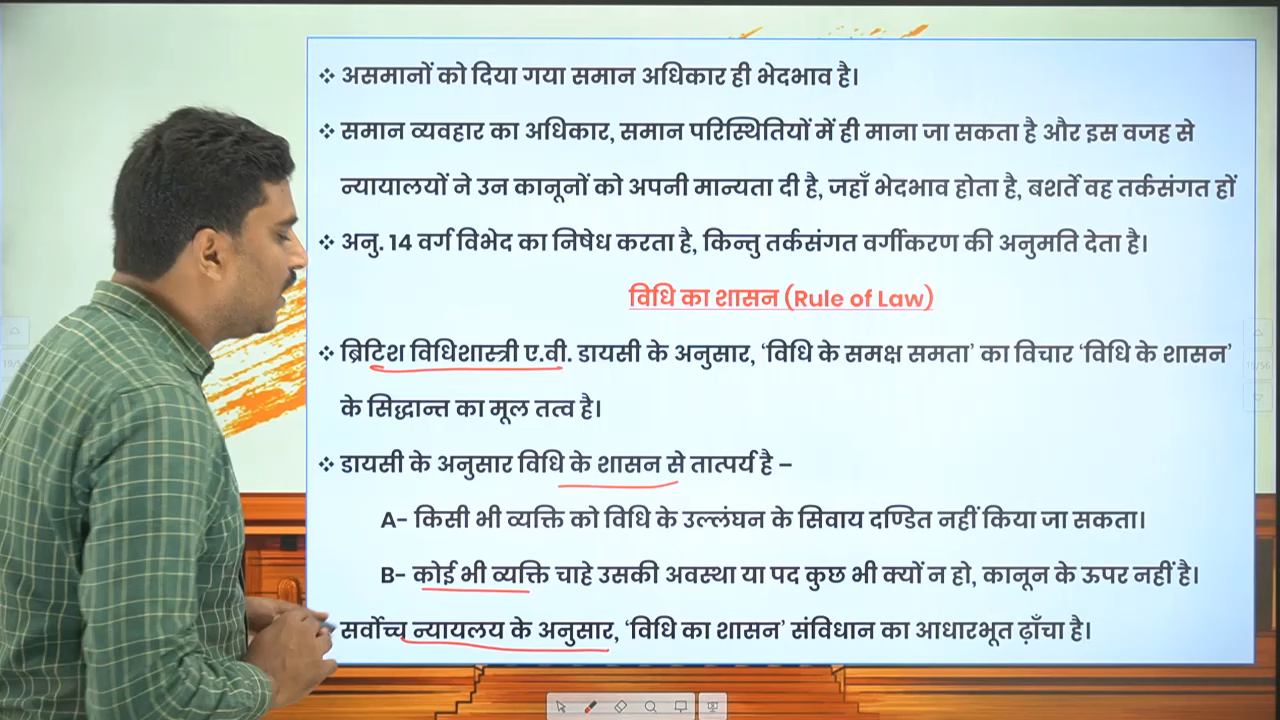 ❖ असमानों को दिया गया समान अधिकार ही भेदभाव है।
❖ समान व्यवहार का अधिकार, समान परिस्थितियों में ही माना जा सकता है और इस वजह से
न्यायालयों ने उन कानूनों को अपनी मान्यता दी है, जहाँ भेदभाव होता है, बशर्ते वह तर्कसंगत हों
❖ अनु. 14 वर्ग विभेद का निषेध करता है, किन्तु तर्कसंगत वर्गीकरण की अनुमति देता है।
विधि का शासन (Rule of Law)
❖ ब्रिटिश विधिशास्त्री ए.वी. डायसी के अनुसार, ‘विधि के समक्ष समता’ का विचार ‘विधि के शासन’
के सिद्धान्त का मूल तत्व है।
❖ डायसी के अनुसार विधि के शासन से तात्पर्य है –
A- किसी भी व्यक्ति को विधि के उल्लंघन के सिवाय दण्डित नहीं किया जा सकता।
B- कोई भी व्यक्ति चाहे उसकी अवस्था या पद कुछ भी क्यों न हो, कानून के ऊपर नहीं है।
सर्वोच्च न्यायलय के अनुसार, ‘विधि का शासन’ संविधान का आधारभूत ढ़ाँचा है।